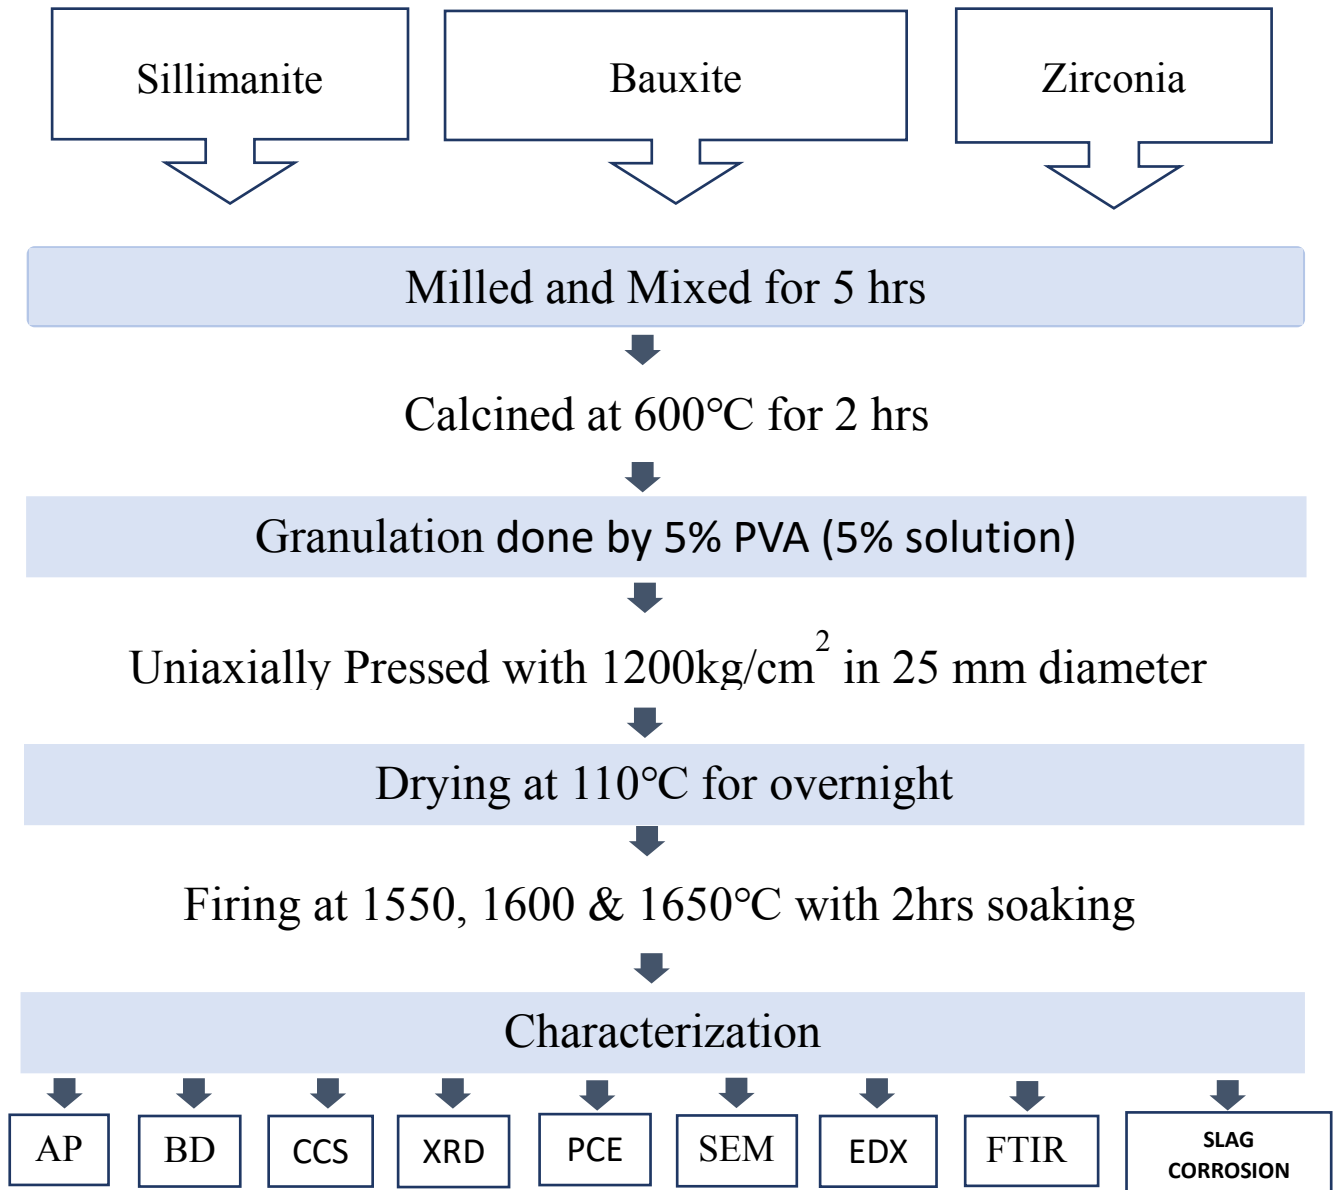 Sillimanite
Bauxite
Zirconia
Milled and Mixed for 5 hrs
Calcined at 600°C for 2 hrs
Granulation done by 5% PVA (5% solution)
Uniaxially Pressed with 1200kg/cm² in 25 mm diameter
Drying at 110°C for overnight
Firing at 1550, 1600 & 1650°C with 2hrs soaking
Characterization
AP
BD
CCS
XRD
PCE
SEM
EDX
FTIR
SLAG
CORROSION